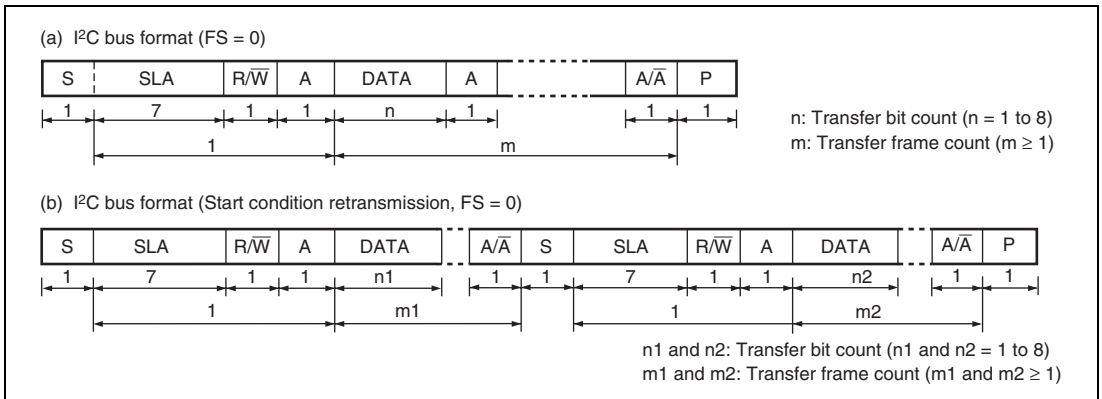 (a) I²C bus format (FS = 0)
S SLA R/W̅ A DATA A A/A̅ P
1 7 1 1 n 1 1 1
1 m
n: Transfer bit count (n = 1 to 8)
m: Transfer frame count (m ≥ 1)
(b) I²C bus format (Start condition retransmission, FS = 0)
S SLA R/W̅ A DATA A/A̅ S SLA R/W̅ A DATA A/A̅ P
1 7 1 1 n1 1 1 7 1 1 n2 1 1
1 m1 1 m2
n1 and n2: Transfer bit count (n1 and n2 = 1 to 8)
m1 and m2: Transfer frame count (m1 and m2 ≥ 1)